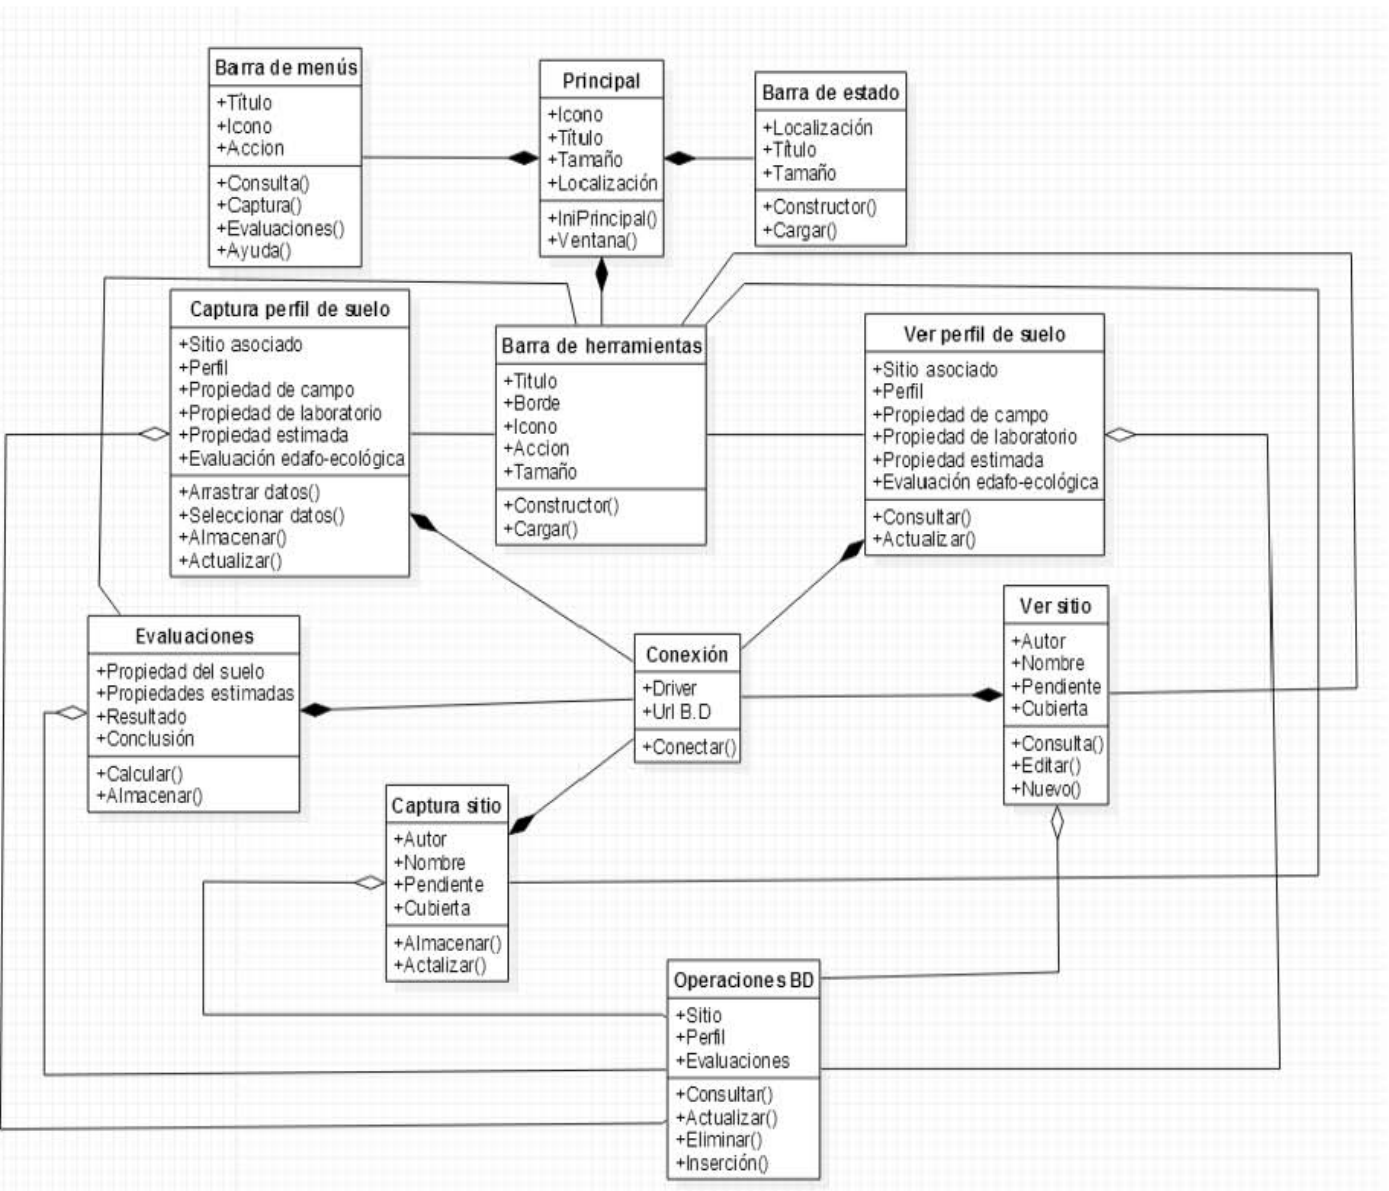 Barra de menús
+Título
+Icono
+Accion
+Consulta()
+Captura()
+Evaluaciones()
+Ayuda()
Principal
+Icono
+Título
+Tamaño
+Localización
+IniPrincipal()
+Ventana()
Barra de estado
+Localización
+Título
+Tamaño
+Constructor()
+Cargar()
Captura perfil de suelo
+Sitio asociado
+Perfil
+Propiedad de campo
+Propiedad de laboratorio
+Propiedad estimada
+Evaluación edafo-ecológica
+Arrastrar datos()
+Seleccionar datos()
+Almacenar()
+Actualizar()
Barra de herramientas
+Titulo
+Borde
+Icono
+Accion
+Tamaño
+Constructor()
+Cargar()
Ver perfil de suelo
+Sitio asociado
+Perfil
+Propiedad de campo
+Propiedad de laboratorio
+Propiedad estimada
+Evaluación edafo-ecológica
+Consultar()
+Actualizar()
Evaluaciones
+Propiedad del suelo
+Propiedades estimadas
+Resultado
+Conclusión
+Calcular()
+Almacenar()
Conexión
+Driver
+Url B.D
+Conectar()
Ver sitio
+Autor
+Nombre
+Pendiente
+Cubierta
+Consulta()
+Editar()
+Nuevo()
Captura sitio
+Autor
+Nombre
+Pendiente
+Cubierta
+Almacenar()
+Actalizar()
Operaciones BD
+Sitio
+Perfil
+Evaluaciones
+Consultar()
+Actualizar()
+Eliminar()
+Inserción()